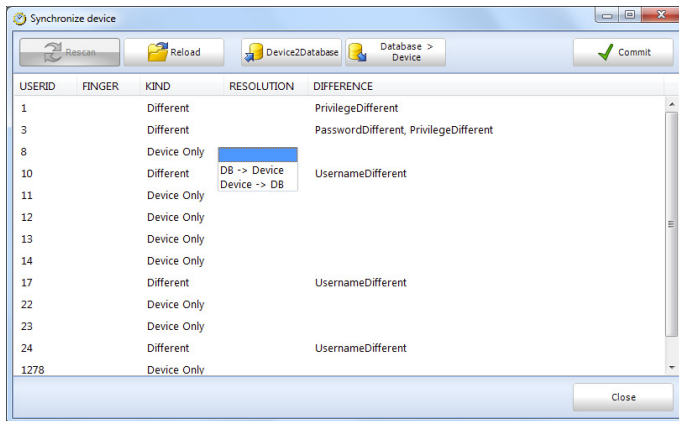 Synchronize device
Rescan Reload Device2Database Database > Device Commit
USERID FINGER KIND RESOLUTION DIFFERENCE
1 Different PrivilegeDifferent
3 Different PasswordDifferent, PrivilegeDifferent
8 Device Only
10 Different DB -> Device UsernameDifferent
Device -> DB
11 Device Only
12 Device Only
13 Device Only
14 Device Only
17 Different UsernameDifferent
22 Device Only
23 Device Only
24 Different UsernameDifferent
1278 Device Only
Close